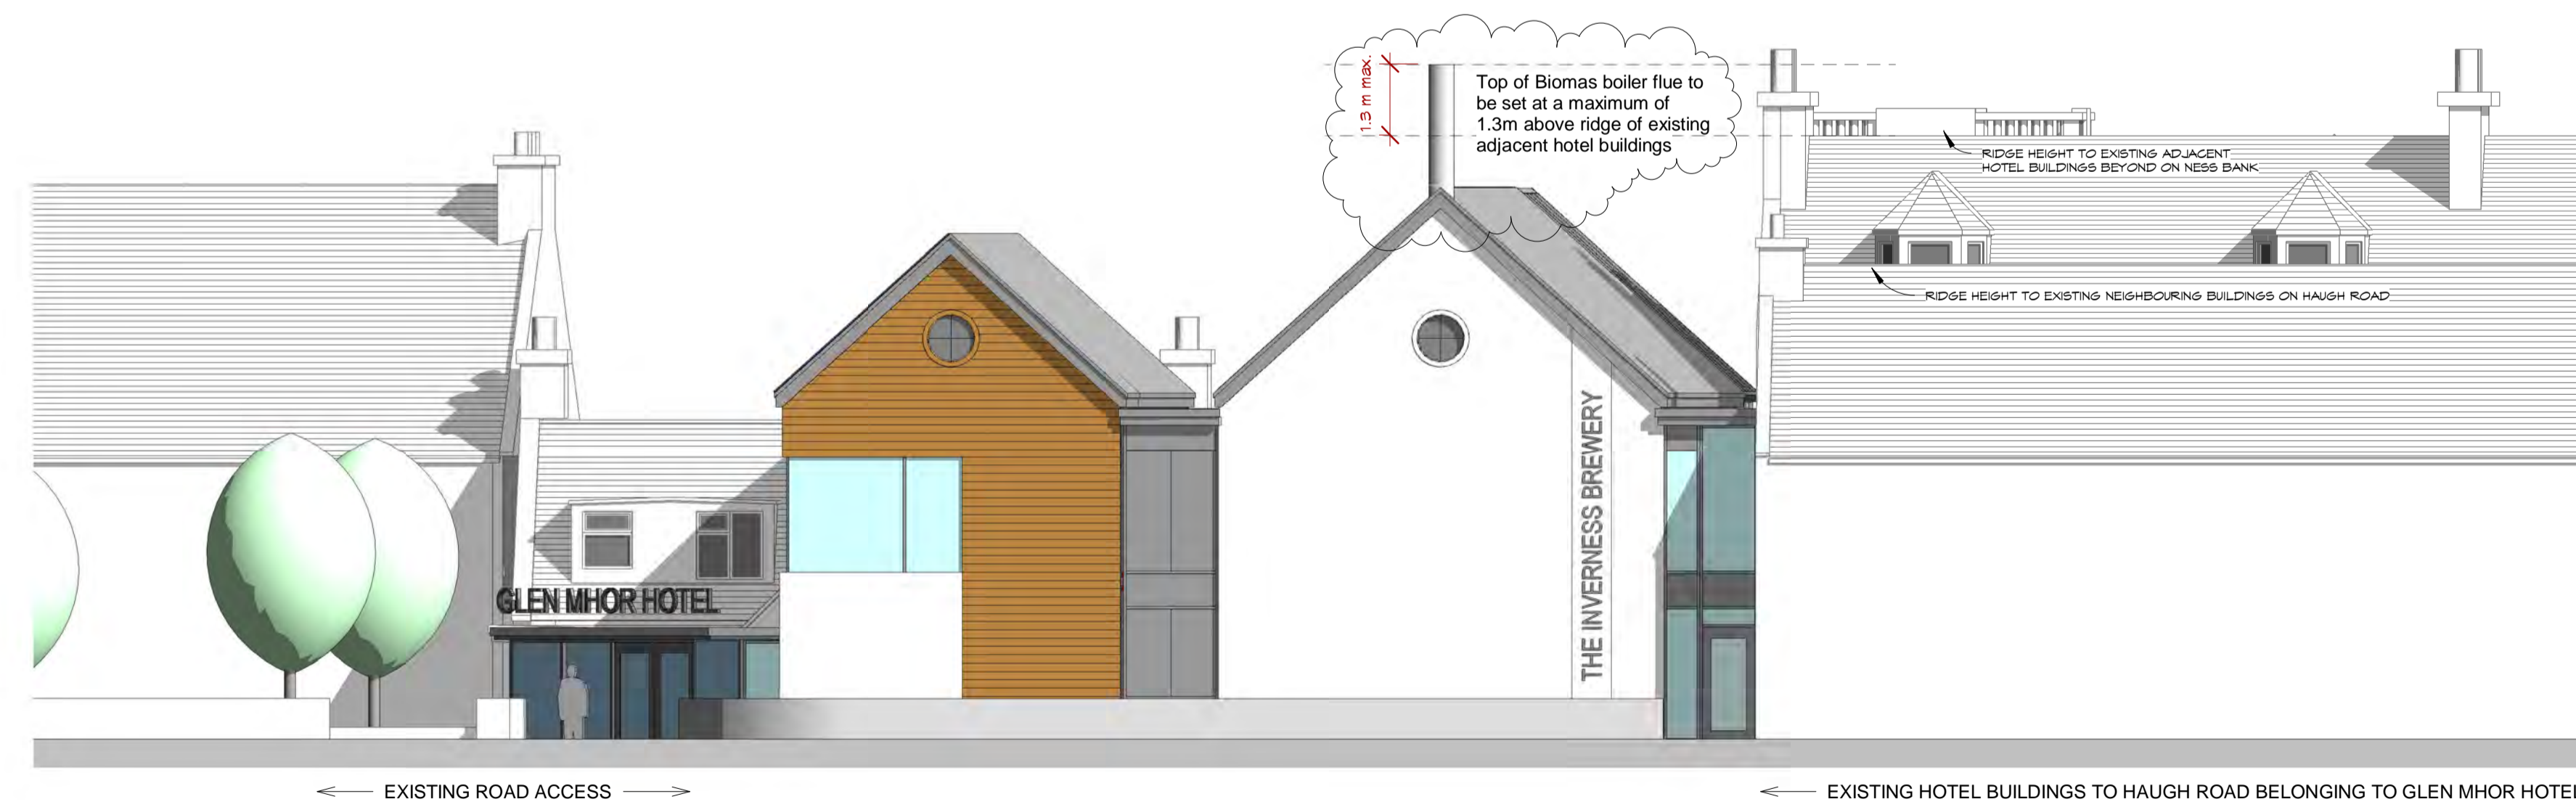 1.3 m max.
Top of Biomas boiler flue to
be set at a maximum of
1.3m above ridge of existing
adjacent hotel buildings
RIDGE HEIGHT TO EXISTING ADJACENT
HOTEL BUILDINGS BEYOND ON NESS BANK
RIDGE HEIGHT TO EXISTING NEIGHBOURING BUILDINGS ON HAUGH ROAD
GLEN MHOR HOTEL
THE INVERNESS BREWERY
EXISTING ROAD ACCESS
EXISTING HOTEL BUILDINGS TO HAUGH ROAD BELONGING TO GLEN MHOR HOTEL